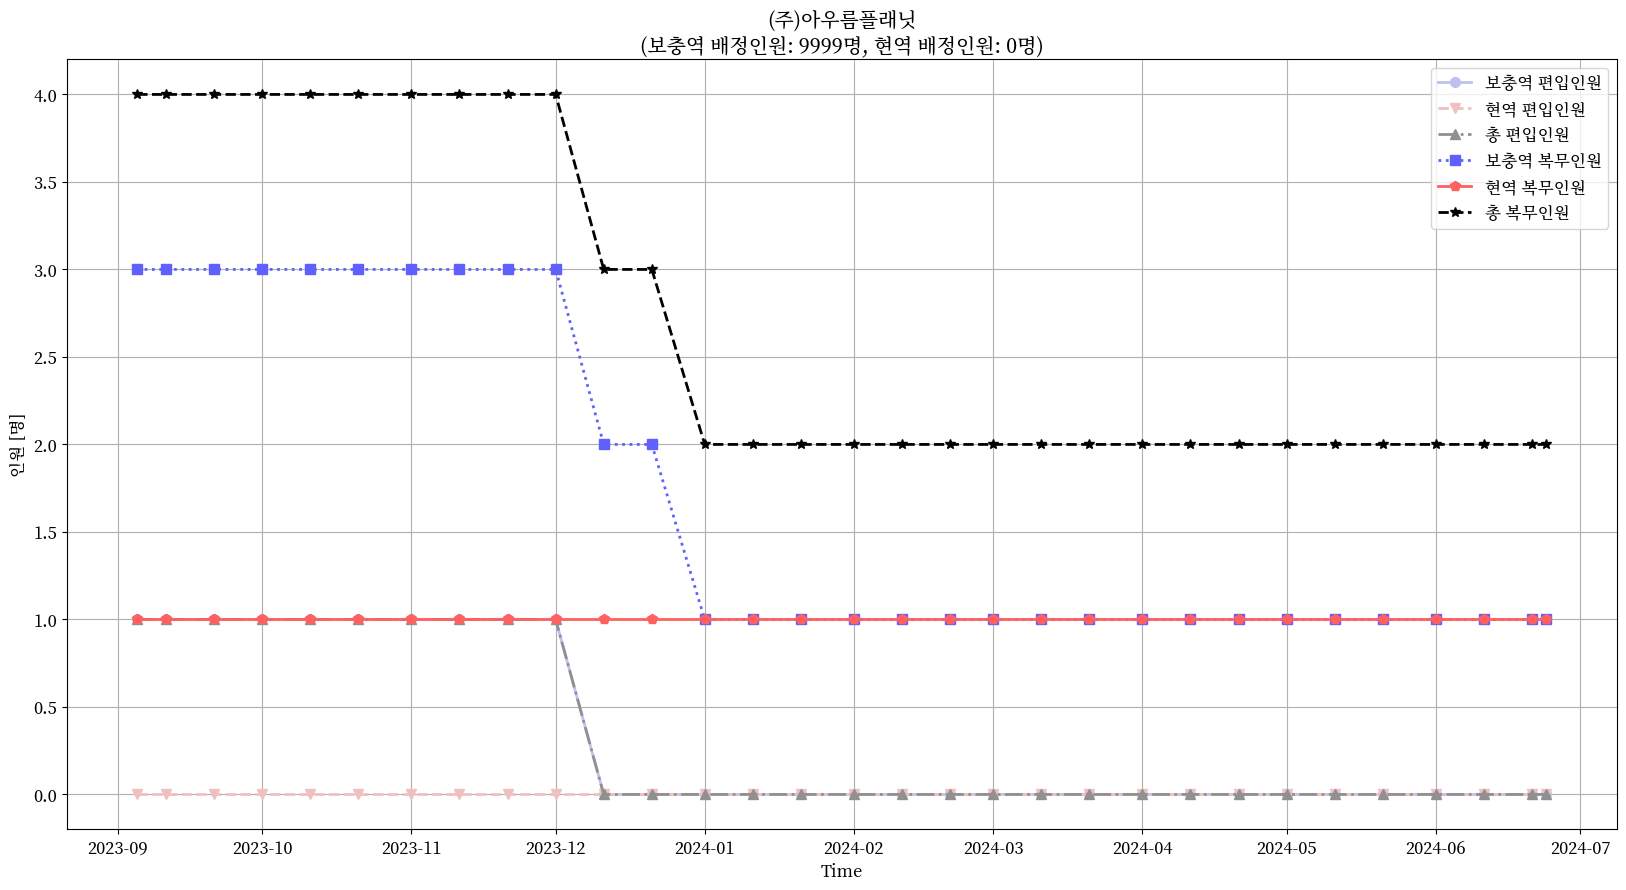 (주)아우름플래닛
(보충역 배정인원: 9999명, 현역 배정인원: 0명)
보충역 편입인원
현역 편입인원
총 편입인원
보충역 복무인원
현역 복무인원
총 복무인원
4.0
3.5
3.0
2.5
2.0
1.5
1.0
0.5
0.0
인원 [명]
2023-09 2023-10 2023-11 2023-12 2024-01 2024-02 2024-03 2024-04 2024-05 2024-06 2024-07
Time